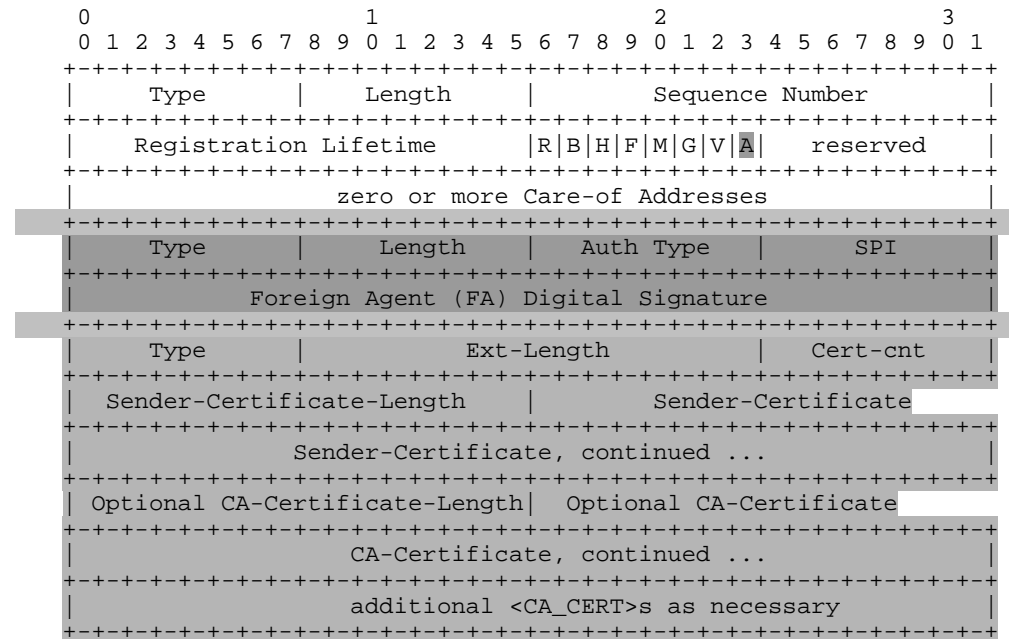 0                   1                   2                   3
 0 1 2 3 4 5 6 7 8 9 0 1 2 3 4 5 6 7 8 9 0 1 2 3 4 5 6 7 8 9 0 1
+-+-+-+-+-+-+-+-+-+-+-+-+-+-+-+-+-+-+-+-+-+-+-+-+-+-+-+-+-+-+-+-+
|     Type      |    Length     |        Sequence Number        |
+-+-+-+-+-+-+-+-+-+-+-+-+-+-+-+-+-+-+-+-+-+-+-+-+-+-+-+-+-+-+-+-+
|    Registration Lifetime      |R|B|H|F|M|G|V|A|   reserved    |
+-+-+-+-+-+-+-+-+-+-+-+-+-+-+-+-+-+-+-+-+-+-+-+-+-+-+-+-+-+-+-+-+
|                  zero or more Care-of Addresses               |
+-+-+-+-+-+-+-+-+-+-+-+-+-+-+-+-+-+-+-+-+-+-+-+-+-+-+-+-+-+-+-+-+
|      Type     |     Length    |   Auth Type   |      SPI      |
+-+-+-+-+-+-+-+-+-+-+-+-+-+-+-+-+-+-+-+-+-+-+-+-+-+-+-+-+-+-+-+-+
|            Foreign Agent (FA) Digital Signature               |
+-+-+-+-+-+-+-+-+-+-+-+-+-+-+-+-+-+-+-+-+-+-+-+-+-+-+-+-+-+-+-+-+
|     Type      |           Ext-Length          |   Cert-cnt    |
+-+-+-+-+-+-+-+-+-+-+-+-+-+-+-+-+-+-+-+-+-+-+-+-+-+-+-+-+-+-+-+-+
|  Sender-Certificate-Length    |        Sender-Certificate
+-+-+-+-+-+-+-+-+-+-+-+-+-+-+-+-+-+-+-+-+-+-+-+-+-+-+-+-+-+-+-+-+
|               Sender-Certificate, continued ...               |
+-+-+-+-+-+-+-+-+-+-+-+-+-+-+-+-+-+-+-+-+-+-+-+-+-+-+-+-+-+-+-+-+
| Optional CA-Certificate-Length|  Optional CA-Certificate
+-+-+-+-+-+-+-+-+-+-+-+-+-+-+-+-+-+-+-+-+-+-+-+-+-+-+-+-+-+-+-+-+
|                   CA-Certificate, continued ...               |
+-+-+-+-+-+-+-+-+-+-+-+-+-+-+-+-+-+-+-+-+-+-+-+-+-+-+-+-+-+-+-+-+
|                   additional <CA_CERT>s as necessary          |
+-+-+-+-+-+-+-+-+-+-+-+-+-+-+-+-+-+-+-+-+-+-+-+-+-+-+-+-+-+-+-+-+